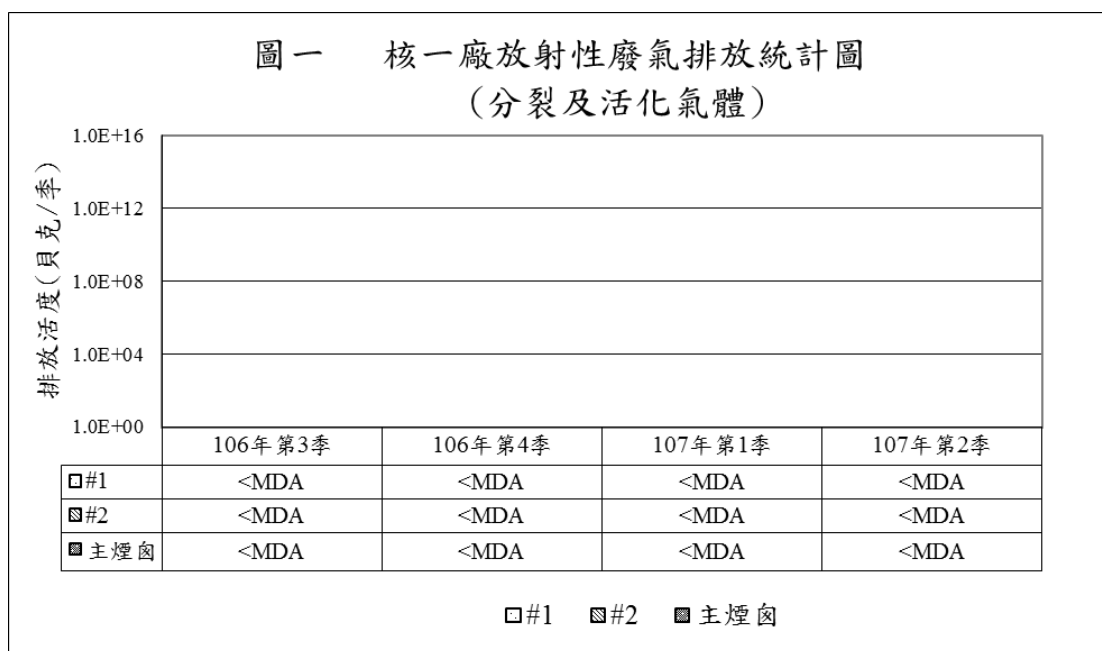 圖一 核一廠放射性廢氣排放統計圖
(分裂及活化氣體)
排放活度(貝克/季)
1.0E+16
1.0E+12
1.0E+08
1.0E+04
1.0E+00
106年第3季 106年第4季 107年第1季 107年第2季
#1 <MDA <MDA <MDA <MDA
#2 <MDA <MDA <MDA <MDA
主煙囪 <MDA <MDA <MDA <MDA
#1 #2 主煙囪